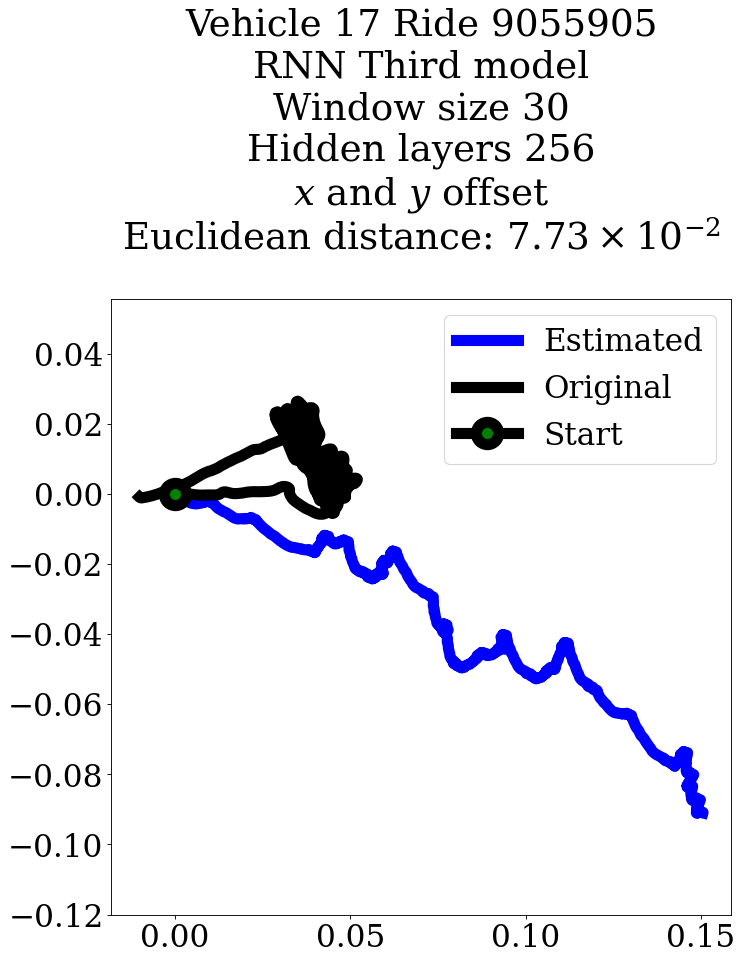 Vehicle 17 Ride 9055905
RNN Third model
Window size 30
Hidden layers 256
x and y offset
Euclidean distance: 7.73 × 10⁻²
Estimated
Original
Start
0.04
0.02
0.00
−0.02
−0.04
−0.06
−0.08
−0.10
−0.12
0.00 0.05 0.10 0.15